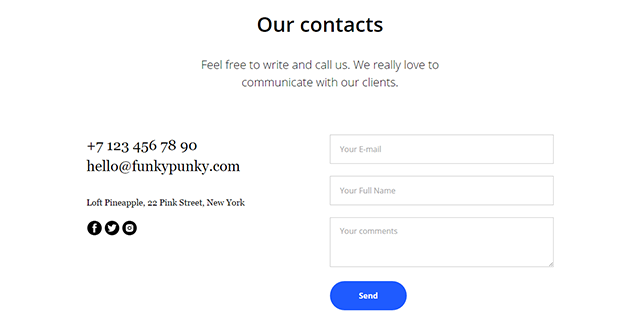 Our contacts
Feel free to write and call us. We really love to
communicate with our clients.
+7 123 456 78 90
hello@funkypunky.com
Loft Pineapple, 22 Pink Street, New York
Your E-mail
Your Full Name
Your comments
Send